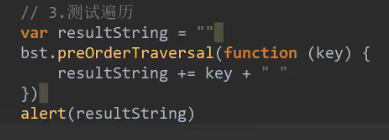 // 3.测试遍历
var resultString = ""
bst.preOrderTraversal(function (key) {
resultString += key + " "
})
alert(resultString)